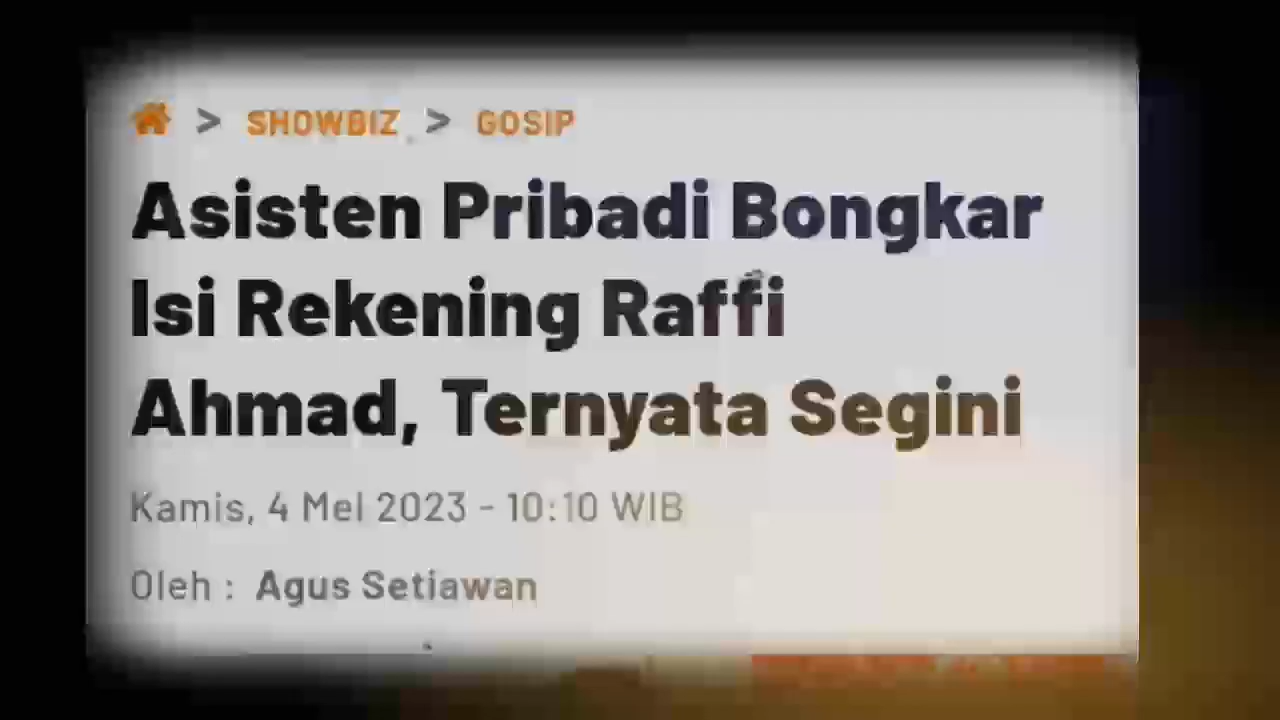 > SHOWBIZ > GOSIP
Asisten Pribadi Bongkar
Isi Rekening Raffi
Ahmad, Ternyata Segini
Kamis, 4 Mei 2023 - 10:10 WIB
Oleh : Agus Setiawan